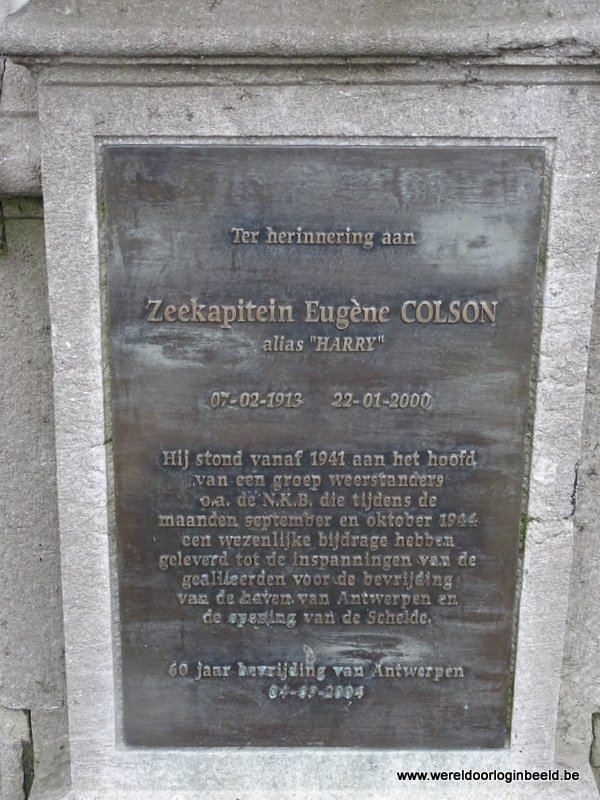 Ter herinnering aan
Zeekapitein Eugène COLSON
alias "HARRY"
07-02-1913 22-01-2000
Hij stond vanaf 1941 aan het hoofd
van een groep weerstanders
o.a. de N.K.B. die tijdens de
maanden september en oktober 1944
een wezenlijke bijdrage hebben
geleverd tot de inspanningen van de
geallieerden voor de bevrijding
van de haven van Antwerpen en
de opening van de Schelde.
60 jaar bevrijding van Antwerpen
04-09-2004
www.wereldoorloginbeeld.be